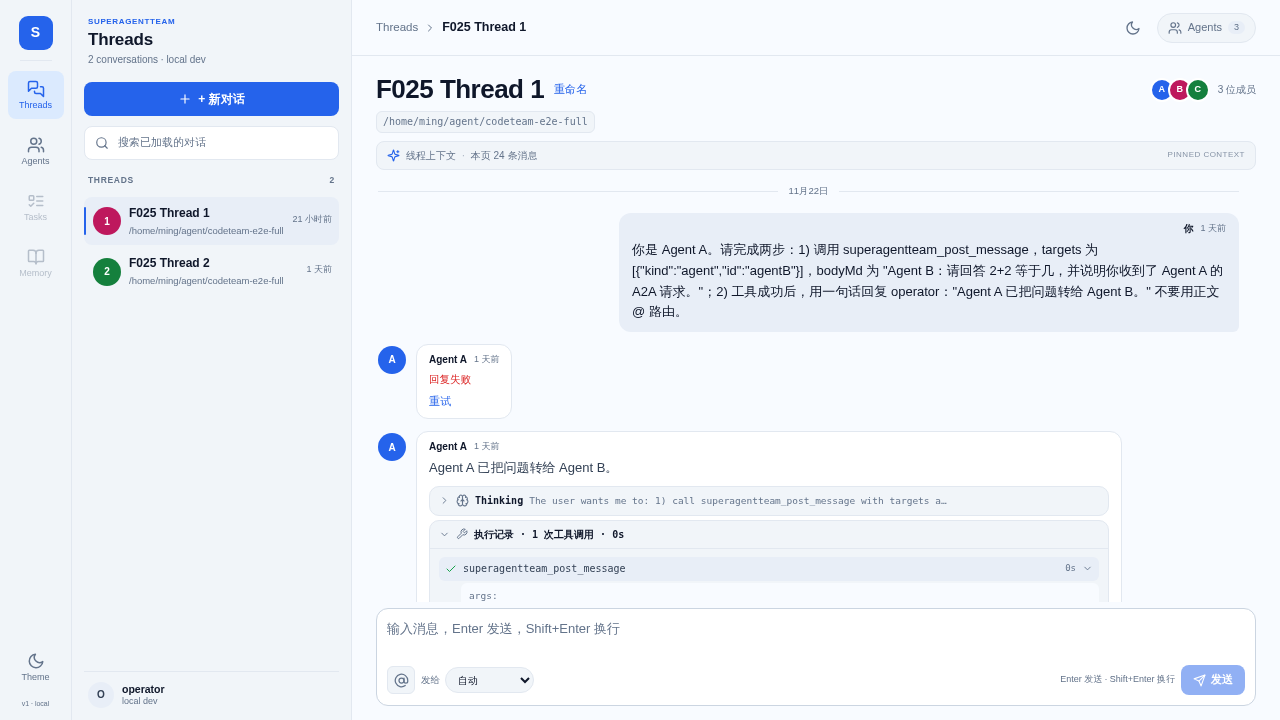 S
Threads
Agents
Tasks
Memory
Theme
v1 · local
SUPERAGENTTEAM
Threads
2 conversations · local dev
+ 新对话
搜索已加载的对话
THREADS 2
1
F025 Thread 1
/home/ming/agent/codeteam-e2e-full
21 小时前
2
F025 Thread 2
/home/ming/agent/codeteam-e2e-full
1 天前
O
operator
local dev
Threads > F025 Thread 1
Agents 3
F025 Thread 1 重命名
A B C 3 位成员
/home/ming/agent/codeteam-e2e-full
线程上下文 · 本页 24 条消息
PINNED CONTEXT
11月22日
你 1 天前
你是 Agent A。请完成两步：1) 调用 superagentteam_post_message，targets 为
[{"kind":"agent","id":"agentB"}]，bodyMd 为 "Agent B：请回答 2+2 等于几，并说明你收到了 Agent A 的
A2A 请求。"；2) 工具成功后，用一句话回复 operator："Agent A 已把问题转给 Agent B。" 不要用正文
@ 路由。
A
Agent A 1 天前
回复失败
重试
A
Agent A 1 天前
Agent A 已把问题转给 Agent B。
Thinking The user wants me to: 1) call superagentteam_post_message with targets a…
执行记录 · 1 次工具调用 · 0s
superagentteam_post_message 0s
args:
输入消息，Enter 发送，Shift+Enter 换行
发给 自动
Enter 发送 · Shift+Enter 换行
发送